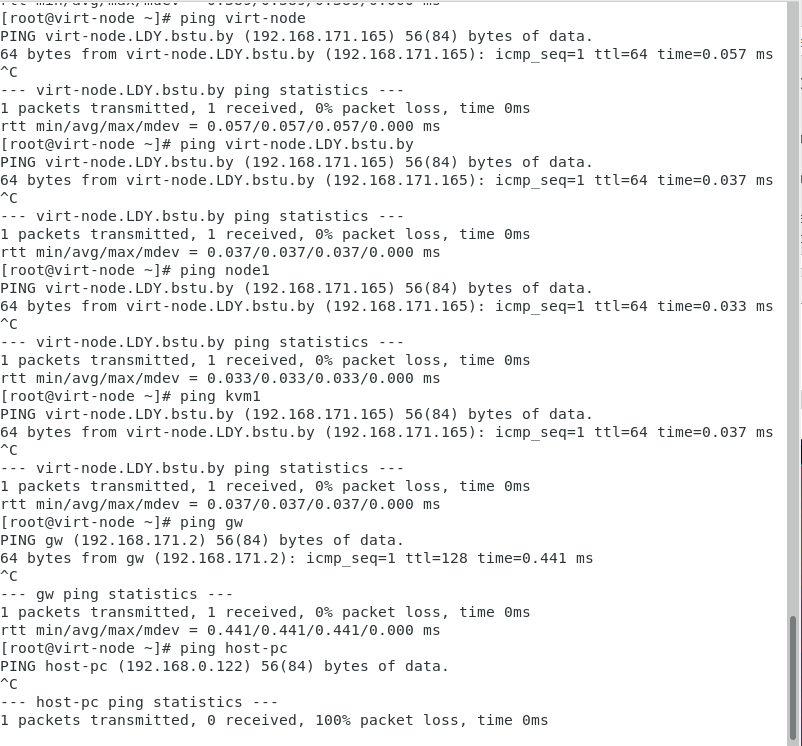 rtt min/avg/max/mdev = 0.389/0.389/0.389/0.000 ms
[root@virt-node ~]# ping virt-node
PING virt-node.LDY.bstu.by (192.168.171.165) 56(84) bytes of data.
64 bytes from virt-node.LDY.bstu.by (192.168.171.165): icmp_seq=1 ttl=64 time=0.057 ms
^C
--- virt-node.LDY.bstu.by ping statistics ---
1 packets transmitted, 1 received, 0% packet loss, time 0ms
rtt min/avg/max/mdev = 0.057/0.057/0.057/0.000 ms
[root@virt-node ~]# ping virt-node.LDY.bstu.by
PING virt-node.LDY.bstu.by (192.168.171.165) 56(84) bytes of data.
64 bytes from virt-node.LDY.bstu.by (192.168.171.165): icmp_seq=1 ttl=64 time=0.037 ms
^C
--- virt-node.LDY.bstu.by ping statistics ---
1 packets transmitted, 1 received, 0% packet loss, time 0ms
rtt min/avg/max/mdev = 0.037/0.037/0.037/0.000 ms
[root@virt-node ~]# ping node1
PING virt-node.LDY.bstu.by (192.168.171.165) 56(84) bytes of data.
64 bytes from virt-node.LDY.bstu.by (192.168.171.165): icmp_seq=1 ttl=64 time=0.033 ms
^C
--- virt-node.LDY.bstu.by ping statistics ---
1 packets transmitted, 1 received, 0% packet loss, time 0ms
rtt min/avg/max/mdev = 0.033/0.033/0.033/0.000 ms
[root@virt-node ~]# ping kvm1
PING virt-node.LDY.bstu.by (192.168.171.165) 56(84) bytes of data.
64 bytes from virt-node.LDY.bstu.by (192.168.171.165): icmp_seq=1 ttl=64 time=0.037 ms
^C
--- virt-node.LDY.bstu.by ping statistics ---
1 packets transmitted, 1 received, 0% packet loss, time 0ms
rtt min/avg/max/mdev = 0.037/0.037/0.037/0.000 ms
[root@virt-node ~]# ping gw
PING gw (192.168.171.2) 56(84) bytes of data.
64 bytes from gw (192.168.171.2): icmp_seq=1 ttl=128 time=0.441 ms
^C
--- gw ping statistics ---
1 packets transmitted, 1 received, 0% packet loss, time 0ms
rtt min/avg/max/mdev = 0.441/0.441/0.441/0.000 ms
[root@virt-node ~]# ping host-pc
PING host-pc (192.168.0.122) 56(84) bytes of data.
^C
--- host-pc ping statistics ---
1 packets transmitted, 0 received, 100% packet loss, time 0ms